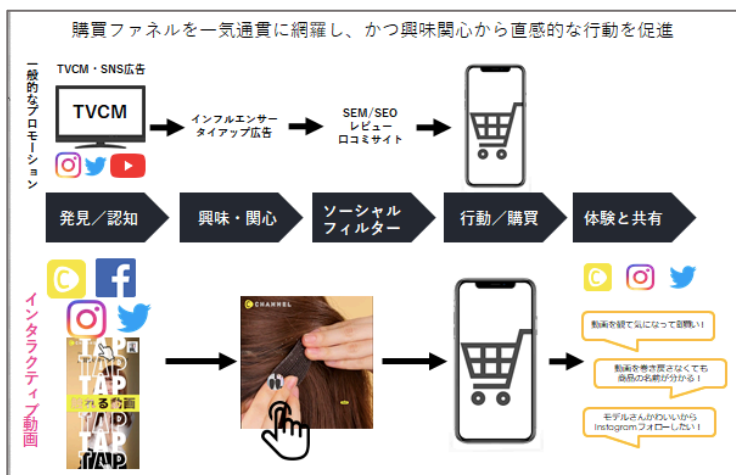 購買ファネルを一気通貫に網羅し、かつ興味関心から直感的な行動を促進
一般的なプロモーション
TVCM・SNS広告
TVCM
インフルエンサー
タイアップ広告
SEM/SEO
レビュー
口コミサイト
発見／認知
興味・関心
ソーシャル
フィルター
行動／購買
体験と共有
インタラクティブ動画
TAP
TAP
TAP
れる動画
TAP
TAP
TAP
C CHANNEL
動画を観て気になって即買い！
動画を巻き戻さなくても
商品の名前が分かる！
モデルさんかわいいから
Instagramフォローしたい！